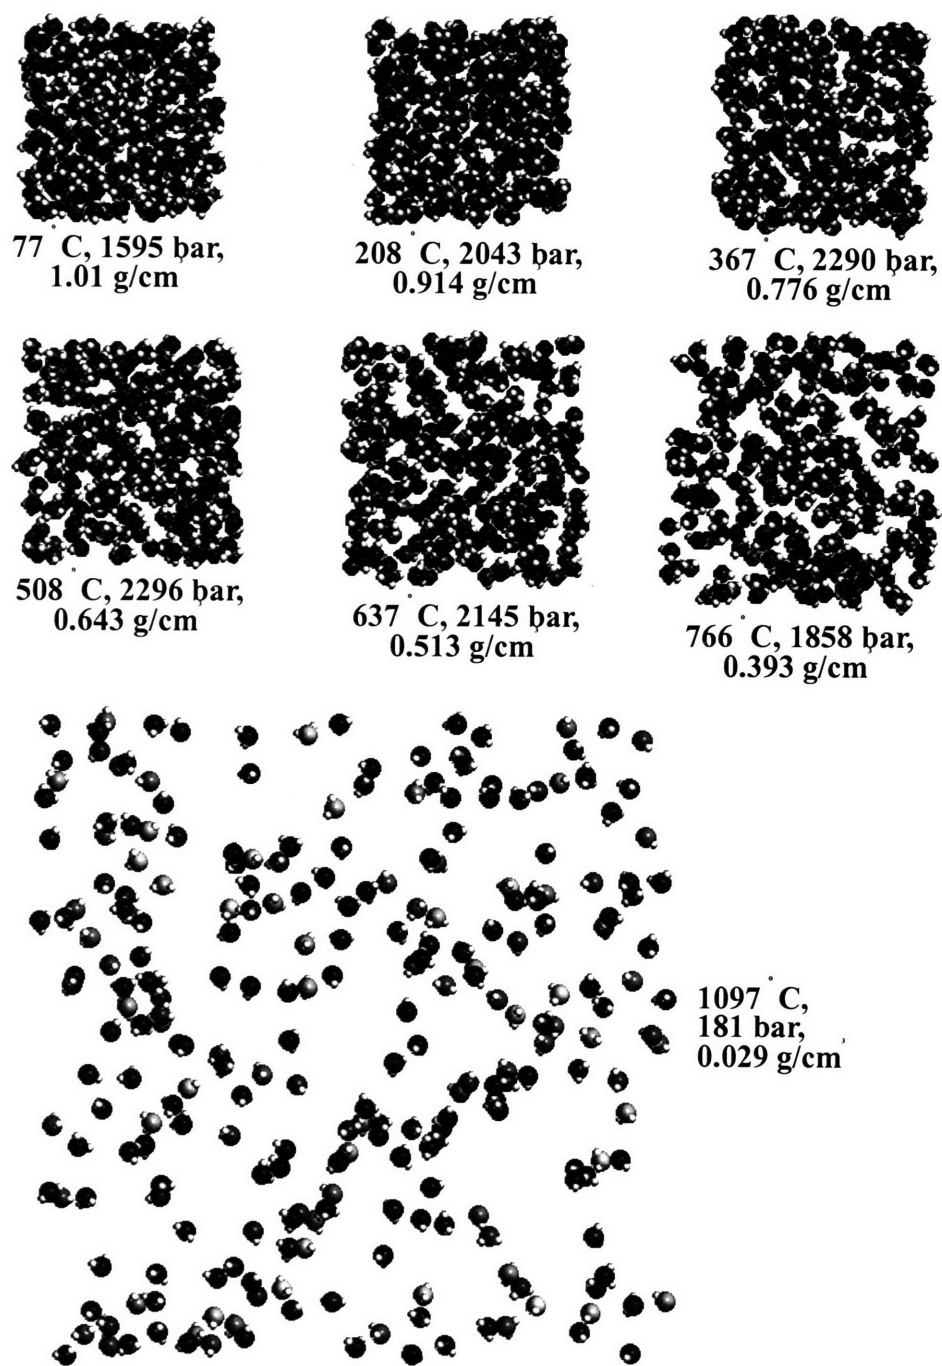 77 °C, 1595 bar,
1.01 g/cm
208 °C, 2043 bar,
0.914 g/cm
367 °C, 2290 bar,
0.776 g/cm
508 °C, 2296 bar,
0.643 g/cm
637 °C, 2145 bar,
0.513 g/cm
766 °C, 1858 bar,
0.393 g/cm
1097 °C,
181 bar,
0.029 g/cm³